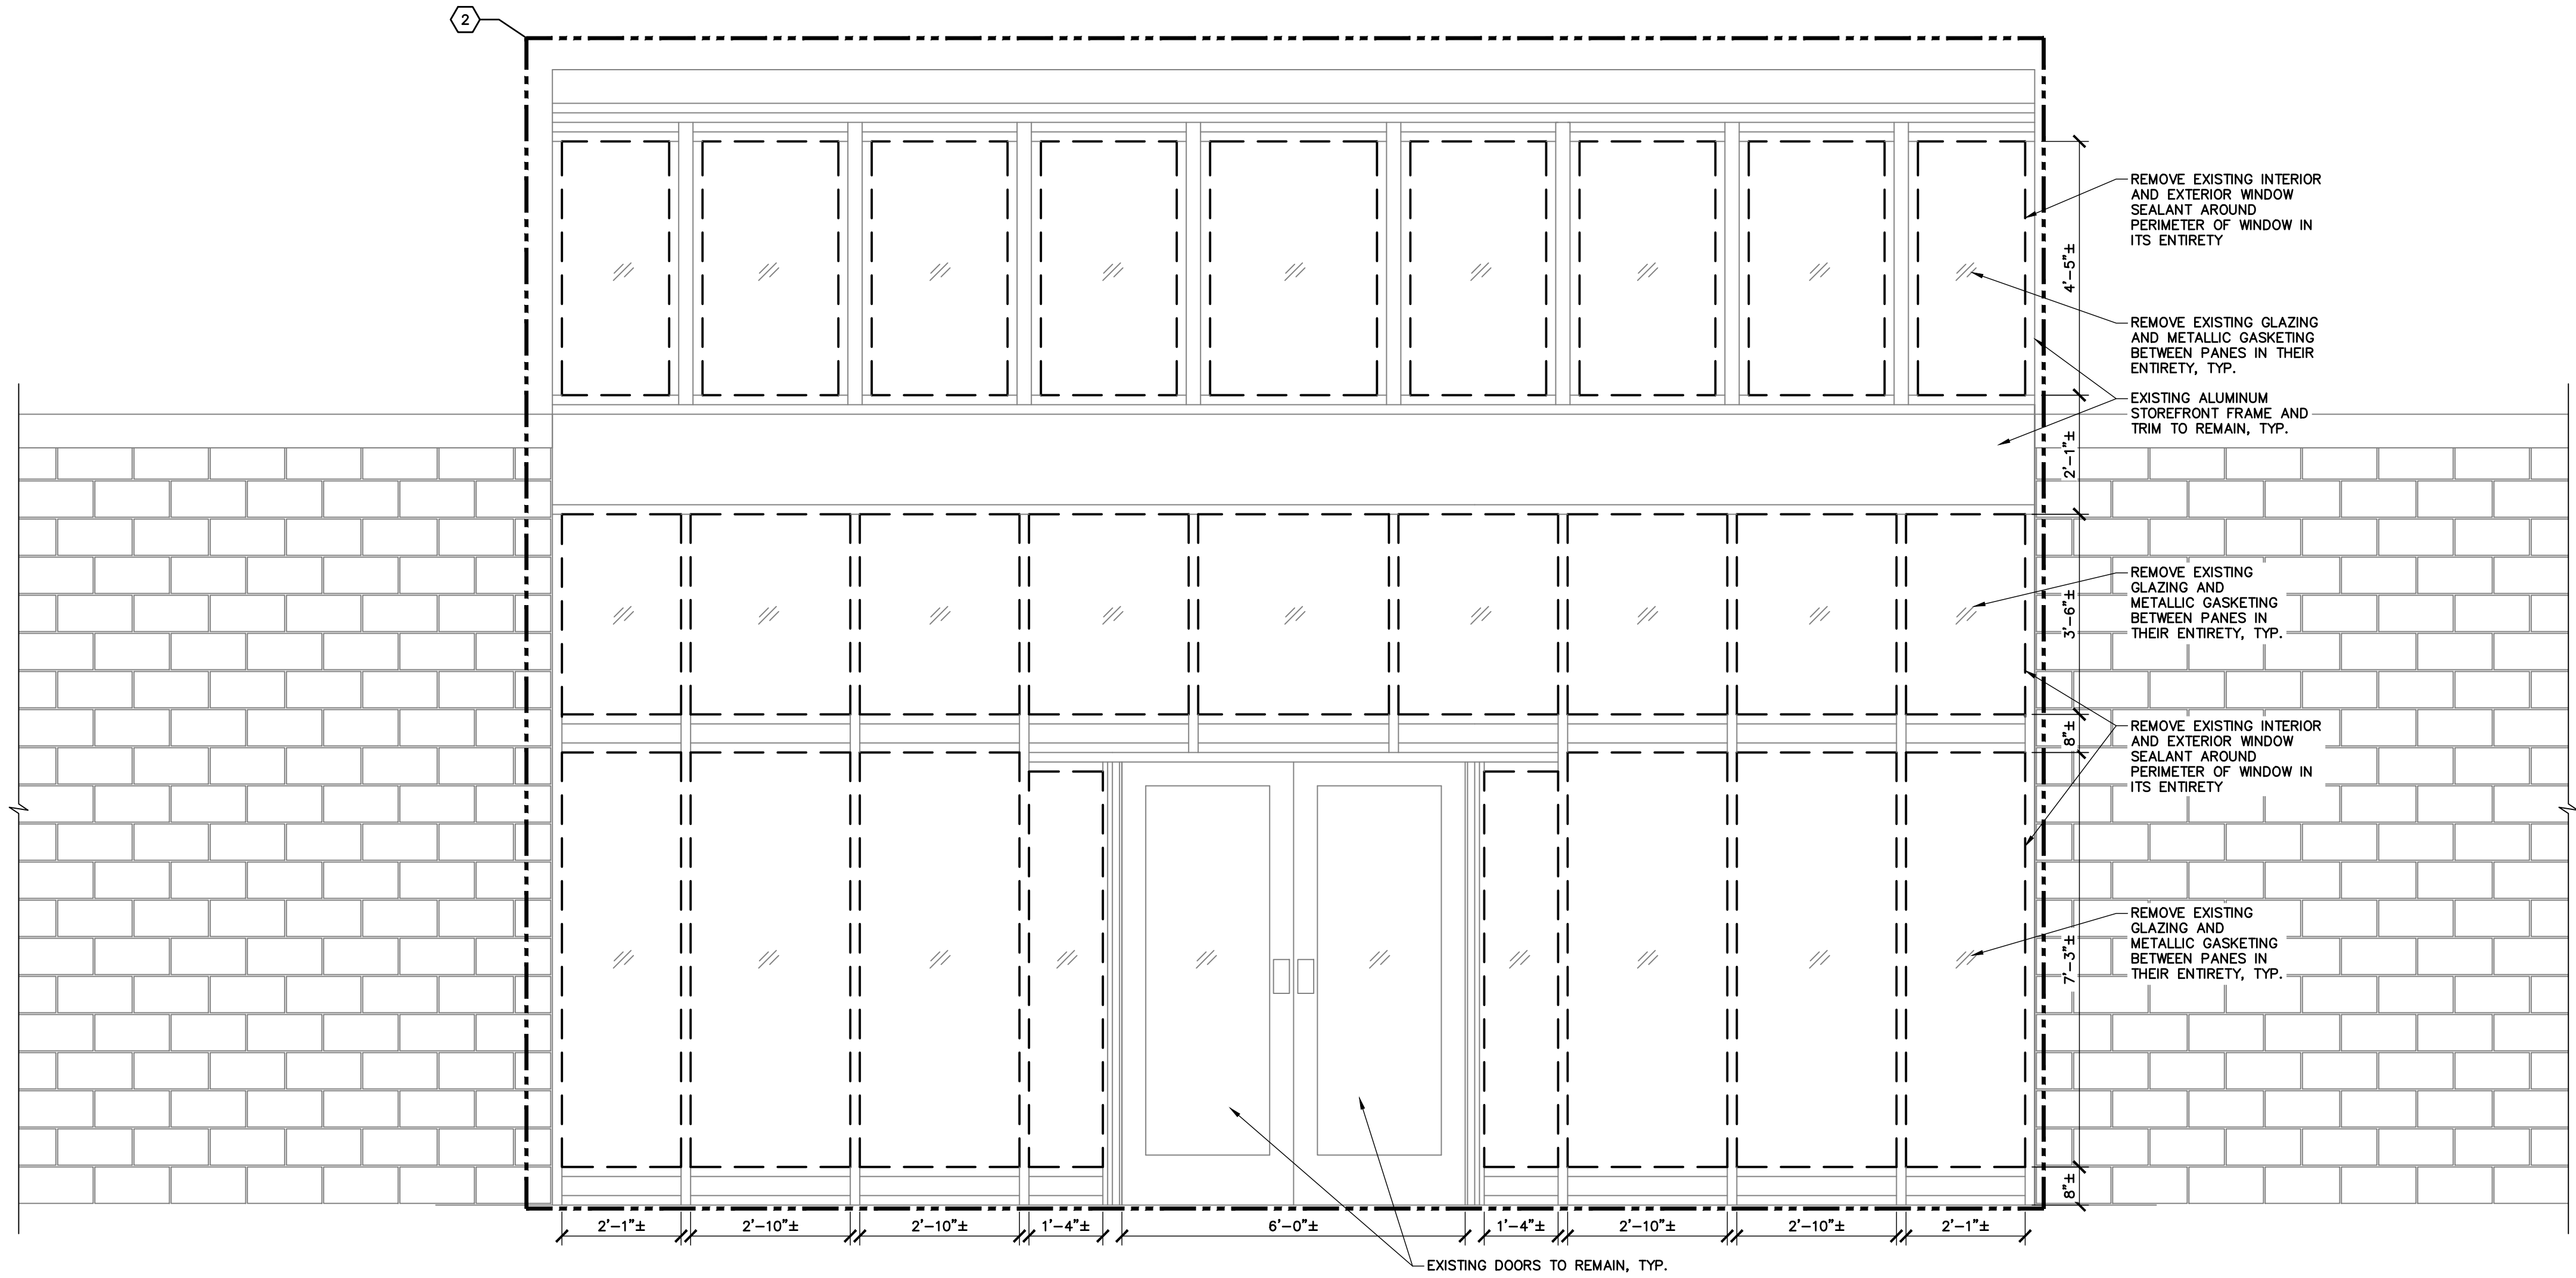 2
REMOVE EXISTING INTERIOR
AND EXTERIOR WINDOW
SEALANT AROUND
PERIMETER OF WINDOW IN
ITS ENTIRETY
4'-5"±
REMOVE EXISTING GLAZING
AND METALLIC GASKETING
BETWEEN PANES IN THEIR
ENTIRETY, TYP.
EXISTING ALUMINUM
STOREFRONT FRAME AND
TRIM TO REMAIN, TYP.
2'-1"±
REMOVE EXISTING
GLAZING AND
METALLIC GASKETING
BETWEEN PANES IN
THEIR ENTIRETY, TYP.
3'-6"±
REMOVE EXISTING INTERIOR
AND EXTERIOR WINDOW
SEALANT AROUND
PERIMETER OF WINDOW IN
ITS ENTIRETY
8"±
REMOVE EXISTING
GLAZING AND
METALLIC GASKETING
BETWEEN PANES IN
THEIR ENTIRETY, TYP.
7'-3"±
8"±
2'-1"± 2'-10"± 2'-10"± 1'-4"± 6'-0"± 1'-4"± 2'-10"± 2'-10"± 2'-1"±
EXISTING DOORS TO REMAIN, TYP.